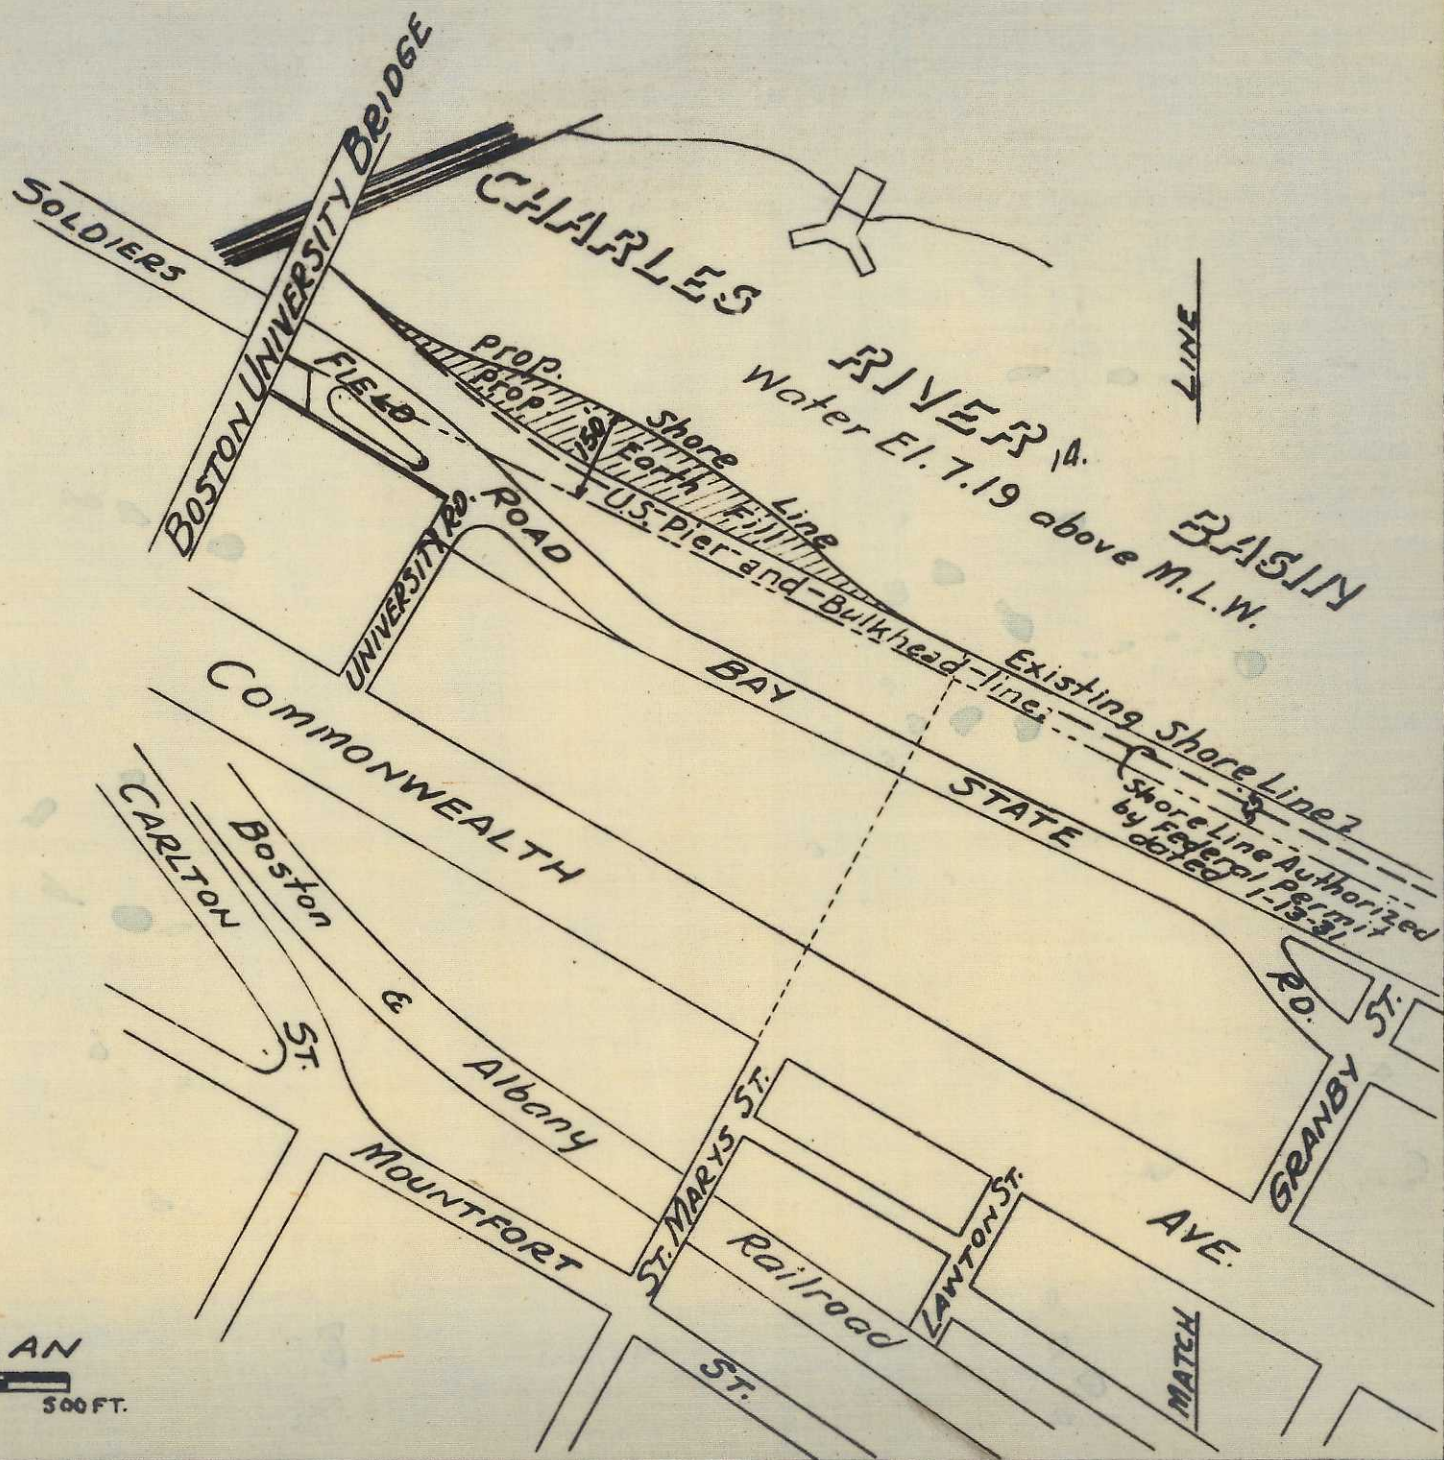 BOSTON UNIVERSITY BRIDGE
SOLDIERS
FIELD
ROAD
CHARLES
RIVER
BASIN
Water El. 7.19 above M.L.W.
LINE
Prop. Shore Line
Prop Earth Fill
150'
U.S. Pier and Bulkhead line
Existing Shore Line
Shore Line Authorized
by Federal Permit
dated 1-13-31
UNIVERSITY RD.
BAY
STATE
RD.
ST.
GRANBY
COMMONWEALTH
AVE.
CARLTON
ST.
Boston
&
Albany
Railroad
MOUNTFORT
ST.
ST. MARYS ST.
LAWTON ST.
MATCH
AN
500 FT.